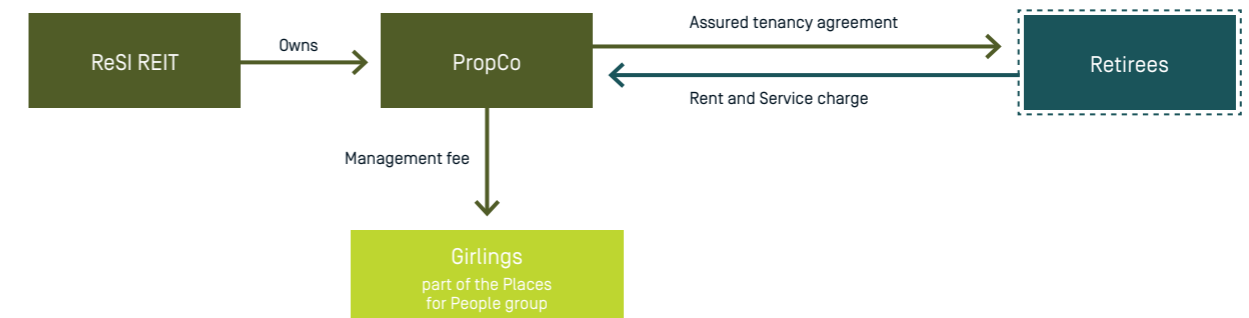 Assured tenancy agreement
Owns
ReSI REIT
PropCo
Retirees
Rent and Service charge
Management fee
Girlings
part of the Places
for People group